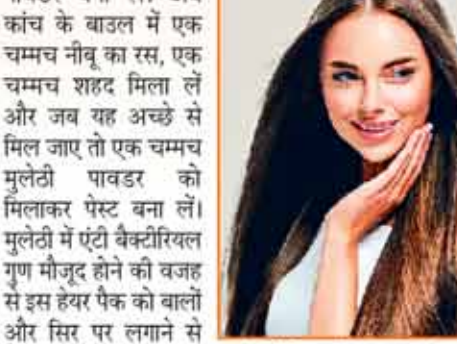 कांच के बाउल में एक
चम्मच नीबू का रस, एक
चम्मच शहद मिला लें
और जब यह अच्छे से
मिल जाए तो एक चम्मच
मुलेठी पावडर को
मिलाकर पेस्ट बना लें।
मुलेठी में एंटी बैक्टीरियल
गुण मौजूद होने की वजह
से इस हेयर पैक को बालों
और सिर पर लगाने से